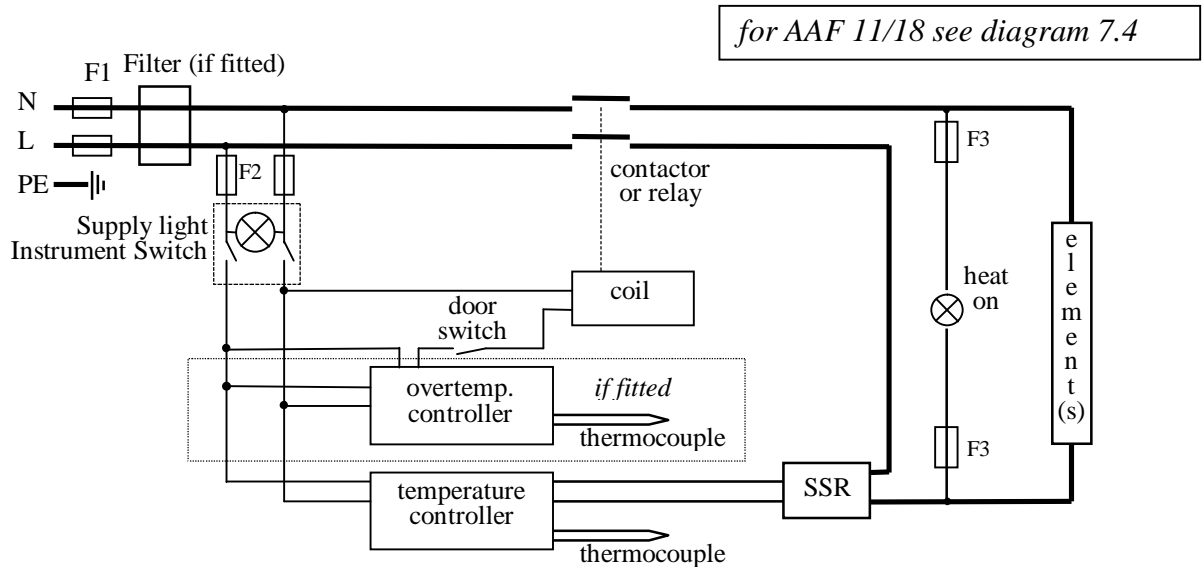 for AAF 11/18 see diagram 7.4
F1
Filter (if fitted)
N
L
PE
F2
Supply light
Instrument Switch
contactor
or relay
F3
coil
door
switch
heat
on
element(s)
overtemp.
controller
if fitted
thermocouple
F3
temperature
controller
SSR
thermocouple